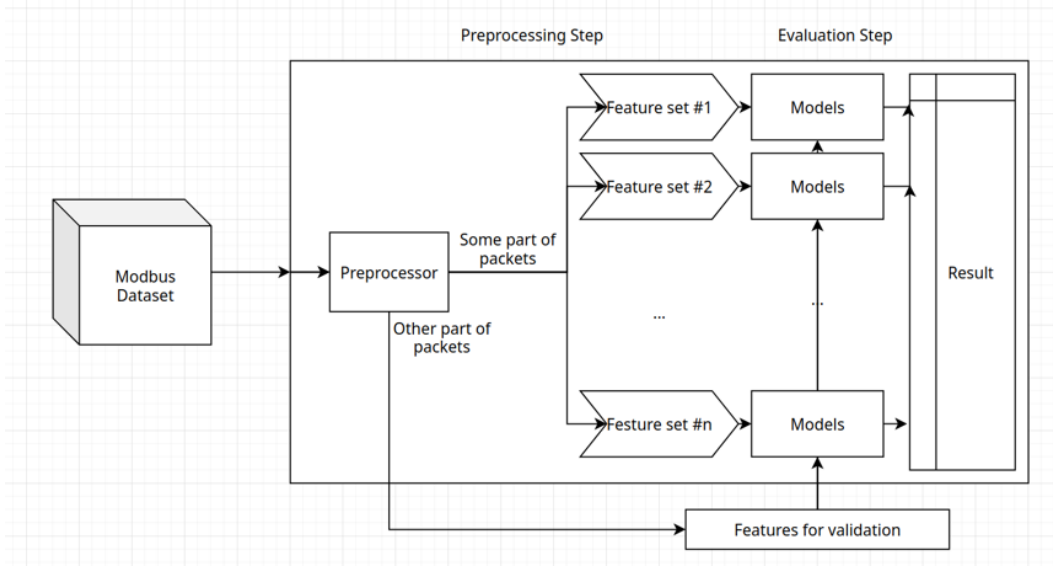 Preprocessing Step
Evaluation Step
Feature set #1
Models
Feature set #2
Models
Some part of
packets
Preprocessor
Modbus
Dataset
Result
Other part of
packets
...
...
Festure set #n
Models
Features for validation